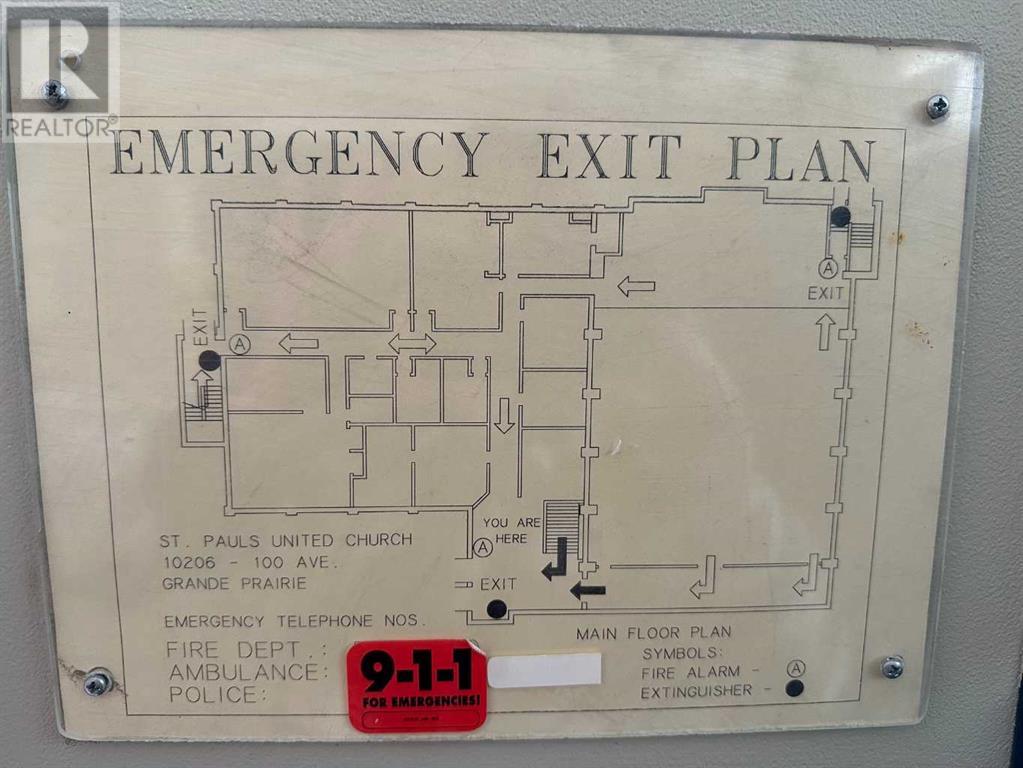 REALTOR®
EMERGENCY EXIT PLAN
A
EXIT
EXIT
A
YOU ARE
HERE
A
EXIT
ST. PAULS UNITED CHURCH
10206 - 100 AVE.
GRANDE PRAIRIE
EMERGENCY TELEPHONE NOS.
FIRE DEPT.:
AMBULANCE:
POLICE:
9-1-1
FOR EMERGENCIES!
MAIN FLOOR PLAN
SYMBOLS:
FIRE ALARM - A
EXTINGUISHER -